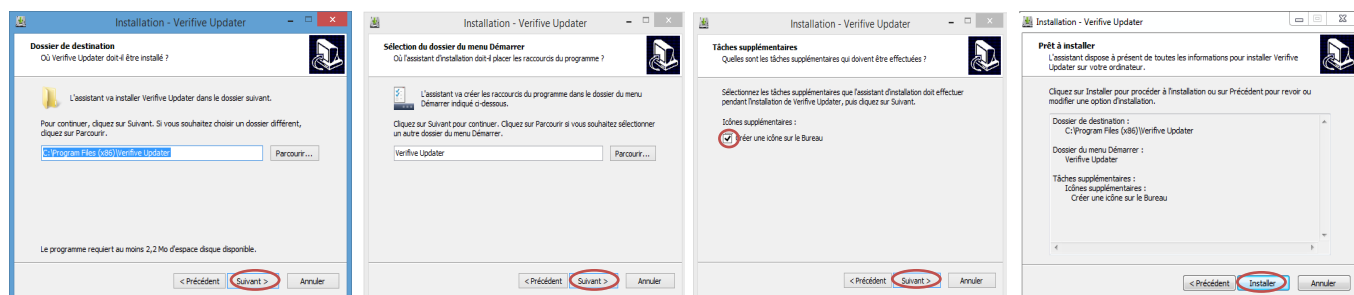 Installation - Verifive Updater
Dossier de destination
Où Verifive Updater doit-il être installé ?
L'assistant va installer Verifive Updater dans le dossier suivant.
Pour continuer, cliquez sur Suivant. Si vous souhaitez choisir un dossier différent,
cliquez sur Parcourir.
C:\Program Files (x86)\Verifive Updater
Parcourir...
Le programme requiert au moins 2,2 Mo d'espace disque disponible.
< Précédent
Suivant >
Annuler
Installation - Verifive Updater
Sélection du dossier du menu Démarrer
Où l'assistant d'installation doit-il placer les raccourcis du programme ?
L'assistant va créer les raccourcis du programme dans le dossier du menu
Démarrer indiqué ci-dessous.
Cliquez sur Suivant pour continuer. Cliquez sur Parcourir si vous souhaitez sélectionner
un autre dossier du menu Démarrer.
Verifive Updater
Parcourir...
< Précédent
Suivant >
Annuler
Installation - Verifive Updater
Tâches supplémentaires
Quelles sont les tâches supplémentaires qui doivent être effectuées ?
Sélectionnez les tâches supplémentaires que l'assistant d'installation doit effectuer
pendant l'installation de Verifive Updater, puis cliquez sur Suivant.
Icônes supplémentaires :
Créer une icône sur le Bureau
< Précédent
Suivant >
Annuler
Installation - Verifive Updater
Prêt à installer
L'assistant dispose à présent de toutes les informations pour installer Verifive
Updater sur votre ordinateur.
Cliquez sur Installer pour procéder à l'installation ou sur Précédent pour revoir ou
modifier une option d'installation.
Dossier de destination :
C:\Program Files (x86)\Verifive Updater
Dossier du menu Démarrer :
Verifive Updater
Tâches supplémentaires :
Icônes supplémentaires :
Créer une icône sur le Bureau
< Précédent
Installer
Annuler